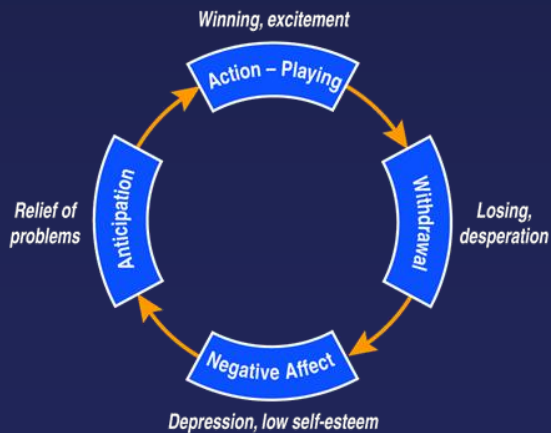 Winning, excitement
Action – Playing
Withdrawal
Losing,
desperation
Negative Affect
Depression, low self-esteem
Anticipation
Relief of
problems